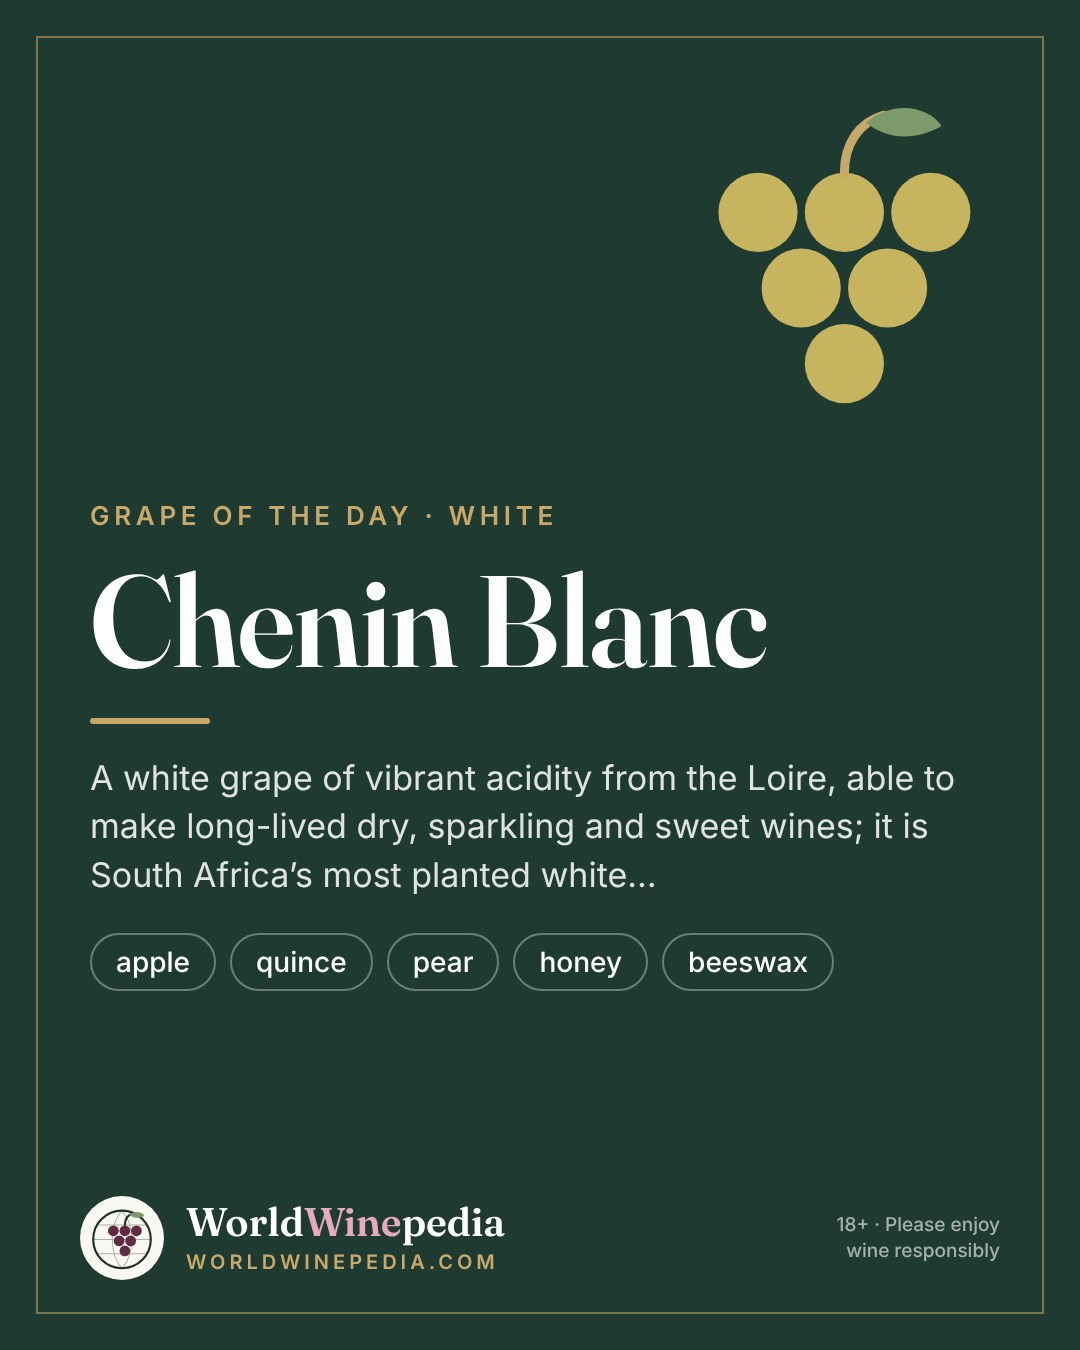 GRAPE OF THE DAY · WHITE
Chenin Blanc
A white grape of vibrant acidity from the Loire, able to
make long-lived dry, sparkling and sweet wines; it is
South Africa’s most planted white…
apple quince pear honey beeswax
WorldWinepedia
WORLDWINEPEDIA.COM
18+ · Please enjoy
wine responsibly